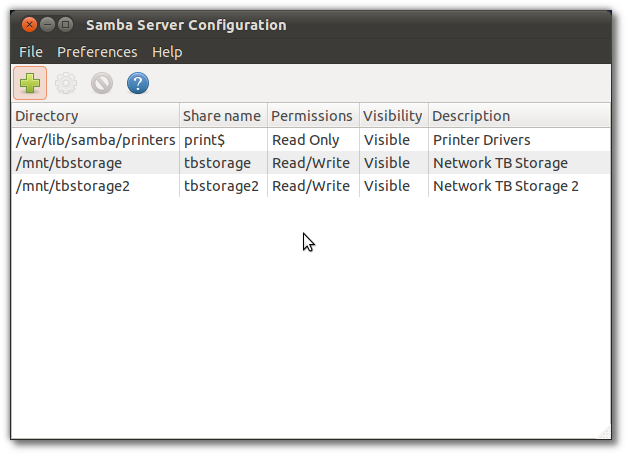 Samba Server Configuration
File Preferences Help
?
Directory Share name Permissions Visibility Description
/var/lib/samba/printers print$ Read Only Visible Printer Drivers
/mnt/tbstorage tbstorage Read/Write Visible Network TB Storage
/mnt/tbstorage2 tbstorage2 Read/Write Visible Network TB Storage 2